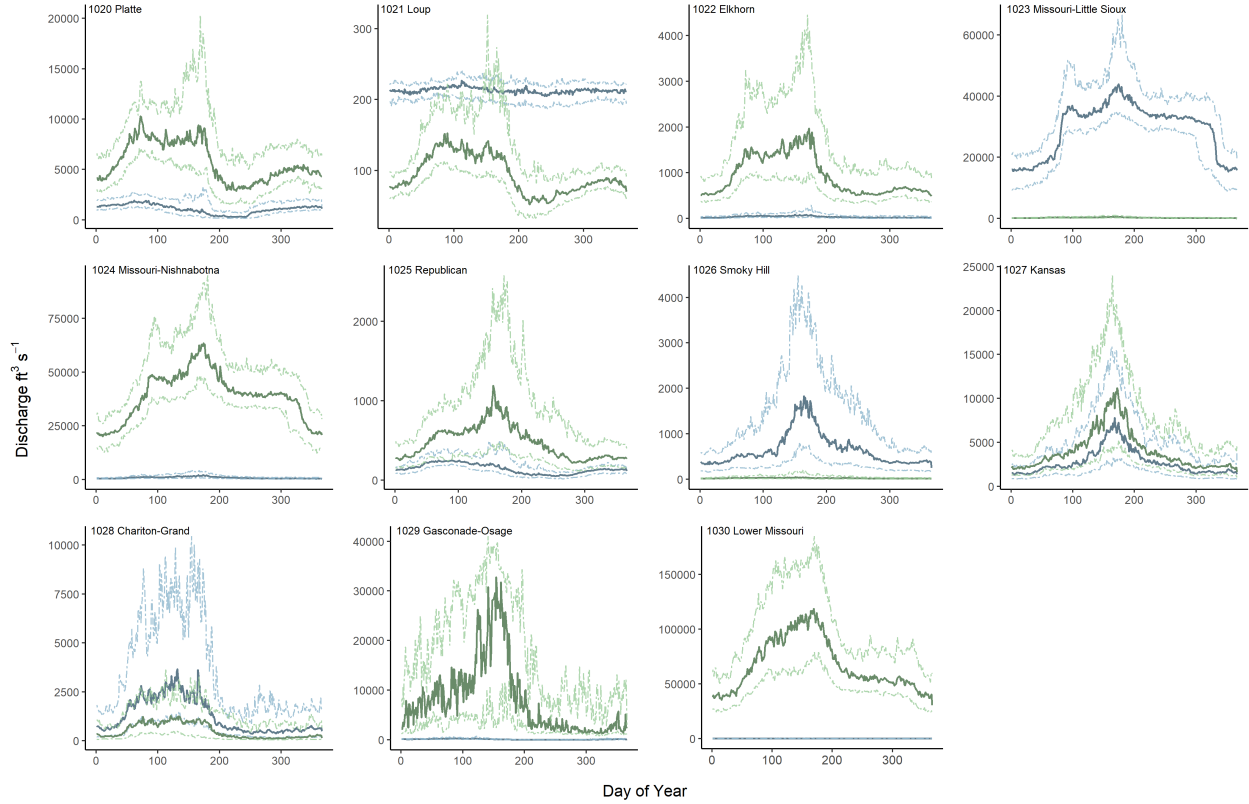 1020 Platte
20000
15000
10000
5000
0
0 100 200 300
1021 Loup
300
200
100
0 100 200 300
1022 Elkhorn
4000
3000
2000
1000
0
0 100 200 300
1023 Missouri-Little Sioux
60000
40000
20000
0
0 100 200 300
1024 Missouri-Nishnabotna
75000
50000
25000
0
0 100 200 300
1025 Republican
2000
1000
0
0 100 200 300
1026 Smoky Hill
4000
3000
2000
1000
0
0 100 200 300
1027 Kansas
25000
20000
15000
10000
5000
0
0 100 200 300
1028 Chariton-Grand
10000
7500
5000
2500
0
0 100 200 300
1029 Gasconade-Osage
40000
30000
20000
10000
0
0 100 200 300
1030 Lower Missouri
150000
100000
50000
0
0 100 200 300
Discharge ft³ s⁻¹
Day of Year